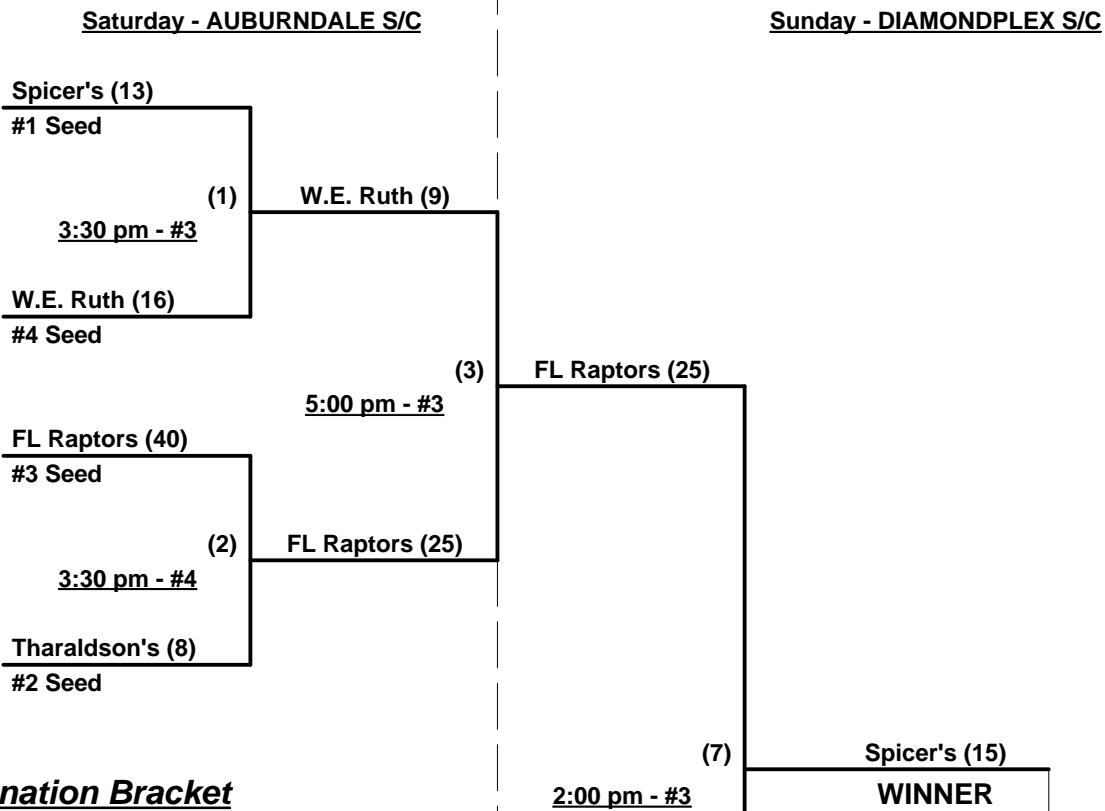 Saturday - AUBURNDALE S/C
Sunday - DIAMONDPLEX S/C
Spicer's (13)
#1 Seed
(1)
W.E. Ruth (9)
3:30 pm - #3
W.E. Ruth (16)
#4 Seed
(3)
FL Raptors (25)
5:00 pm - #3
FL Raptors (40)
#3 Seed
(2)
FL Raptors (25)
3:30 pm - #4
Tharaldson's (8)
#2 Seed
(7)
Spicer's (15)
nation Bracket
2:00 pm - #3
WINNER